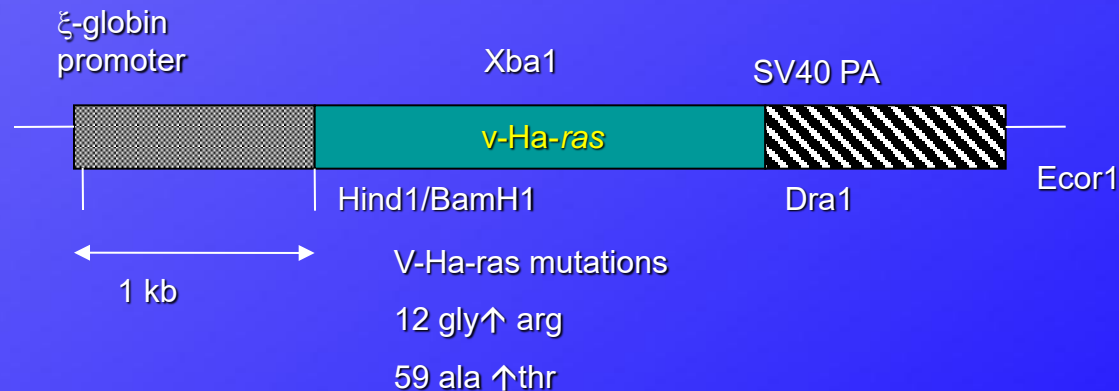 ξ-globin
promoter
Xba1
SV40 PA
v-Ha-ras
Hind1/BamH1
Dra1
Ecor1
1 kb
V-Ha-ras mutations
12 gly↑ arg
59 ala ↑thr